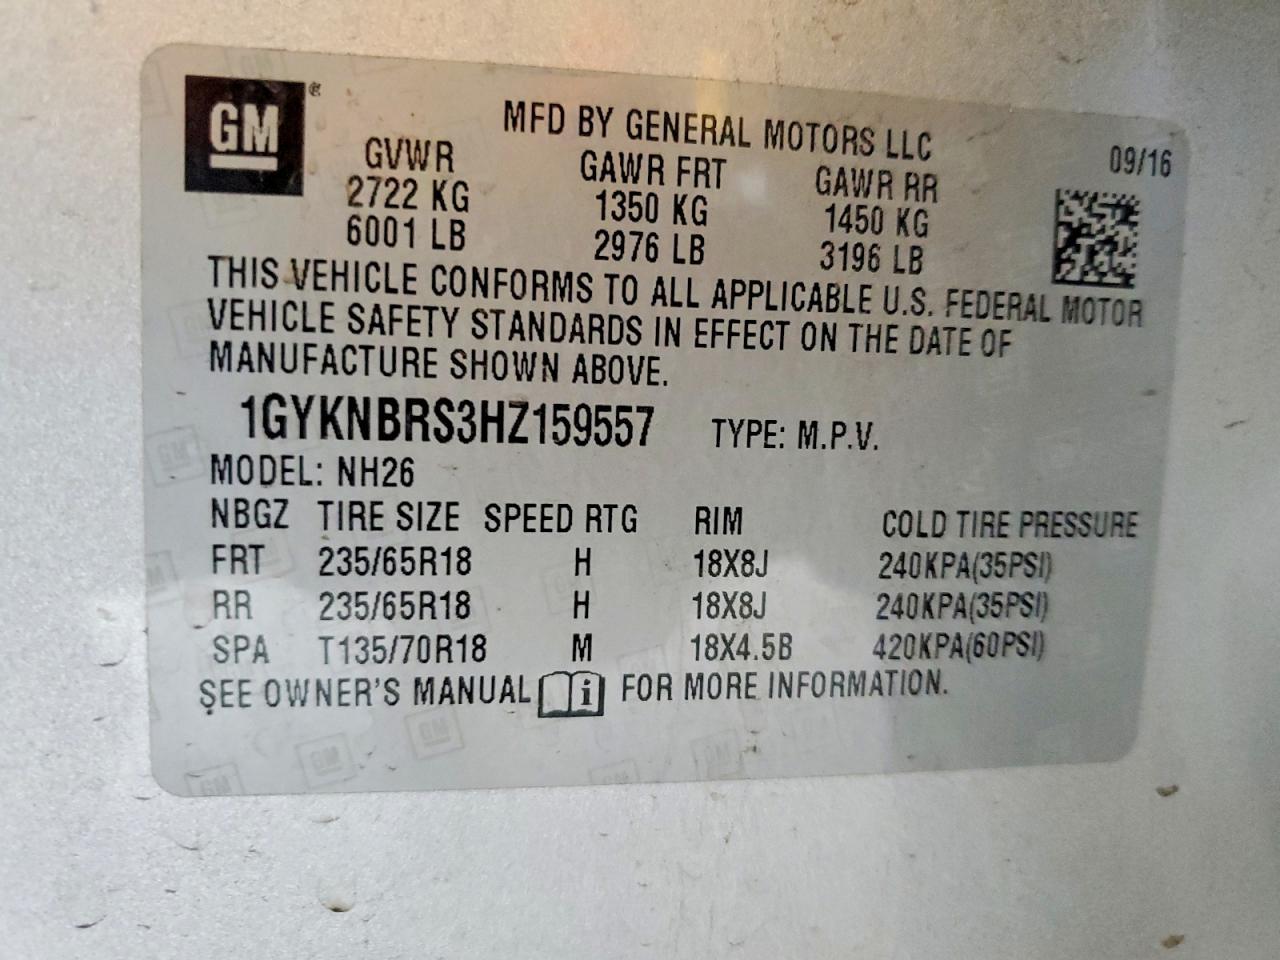 GM ®
MFD BY GENERAL MOTORS LLC
09/16
GVWR GAWR FRT GAWR RR
2722 KG 1350 KG 1450 KG
6001 LB 2976 LB 3196 LB
THIS VEHICLE CONFORMS TO ALL APPLICABLE U.S. FEDERAL MOTOR
VEHICLE SAFETY STANDARDS IN EFFECT ON THE DATE OF
MANUFACTURE SHOWN ABOVE.
1GYKNBRS3HZ159557 TYPE: M.P.V.
MODEL: NH26
NBGZ TIRE SIZE SPEED RTG RIM COLD TIRE PRESSURE
FRT 235/65R18 H 18X8J 240KPA(35PSI)
RR 235/65R18 H 18X8J 240KPA(35PSI)
SPA T135/70R18 M 18X4.5B 420KPA(60PSI)
SEE OWNER'S MANUAL i FOR MORE INFORMATION.